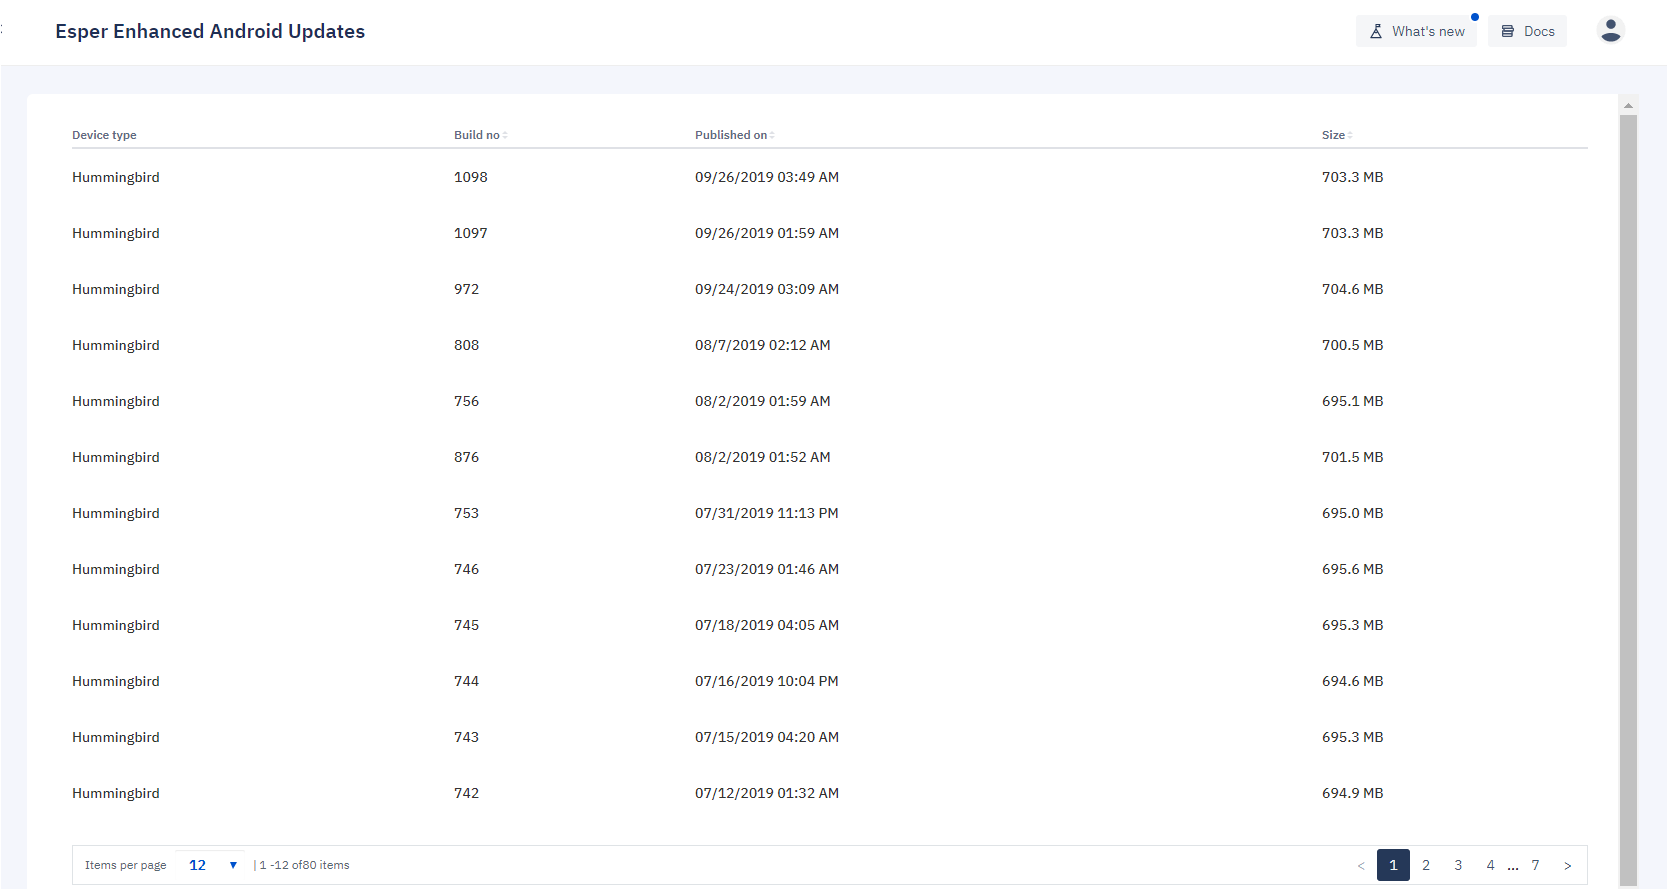 Esper Enhanced Android Updates
What's new
Docs
Device type Build no Published on Size
Hummingbird 1098 09/26/2019 03:49 AM 703.3 MB
Hummingbird 1097 09/26/2019 01:59 AM 703.3 MB
Hummingbird 972 09/24/2019 03:09 AM 704.6 MB
Hummingbird 808 08/7/2019 02:12 AM 700.5 MB
Hummingbird 756 08/2/2019 01:59 AM 695.1 MB
Hummingbird 876 08/2/2019 01:52 AM 701.5 MB
Hummingbird 753 07/31/2019 11:13 PM 695.0 MB
Hummingbird 746 07/23/2019 01:46 AM 695.6 MB
Hummingbird 745 07/18/2019 04:05 AM 695.3 MB
Hummingbird 744 07/16/2019 10:04 PM 694.6 MB
Hummingbird 743 07/15/2019 04:20 AM 695.3 MB
Hummingbird 742 07/12/2019 01:32 AM 694.9 MB
Items per page 12 | 1 -12 of80 items < 1 2 3 4 ... 7 >